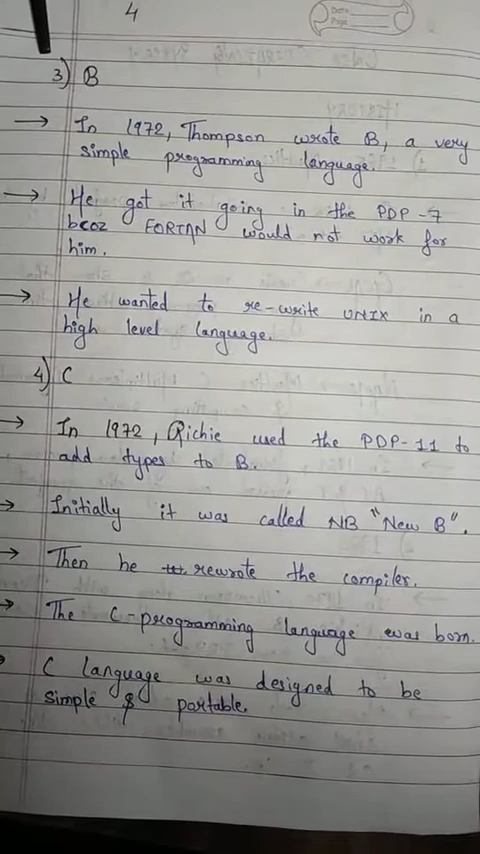 4
Date
Page
3) B
→ In 1972, Thompson wrote B, a very
simple programming language.
→ He got it going in the PDP-7
bcoz FORTAN would not work for
him.
→ He wanted to re-write UNIX in a
high level language.
4) C
→ In 1972, Richie used the PDP-11 to
add types to B.
→ Initially it was called NB "New B".
→ Then he rewrote the compiler.
→ The C-programming language was born.
→ C language was designed to be
simple & portable.